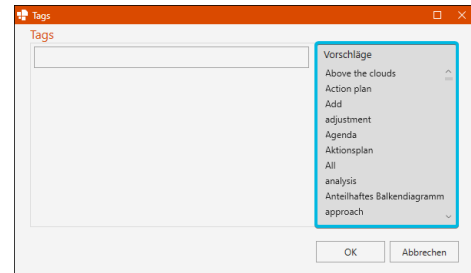 Tags
Tags
Vorschläge
Above the clouds
Action plan
Add
adjustment
Agenda
Aktionsplan
All
analysis
Anteilhaftes Balkendiagramm
approach
OK
Abbrechen